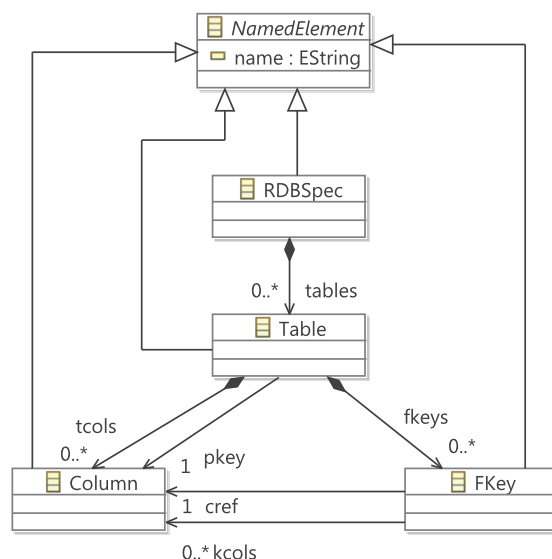 NamedElement
name : EString
RDBSpec
0..* tables
Table
tcols
fkeys
0..*
0..*
1 pkey
Column
FKey
1 cref
0..* kcols